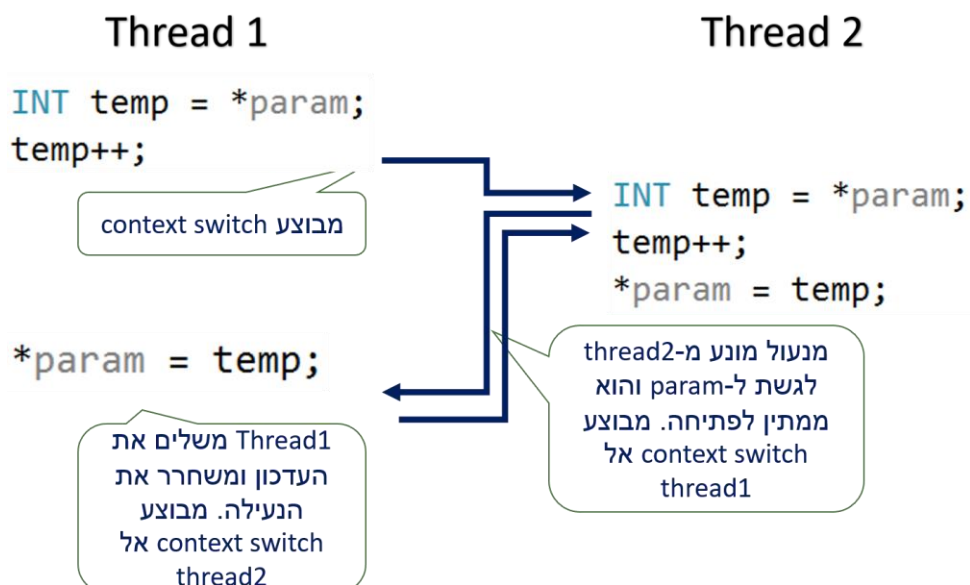 Thread 1
INT temp = *param;
temp++;
מבוצע context switch
*param = temp;
Thread1 משלים את
העדכון ומשחרר את
הנעילה. מבוצע
context switch אל
thread2
Thread 2
INT temp = *param;
temp++;
*param = temp;
מנעול מונע מ-thread2
לגשת ל-param והוא
ממתין לפתיחה. מבוצע
context switch אל
thread1